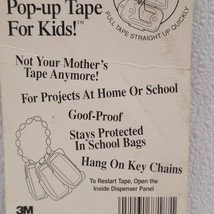 Pop-up Tape
For Kids!™
PULL TAPE STRAIGHT UP QUICKLY
Not Your Mother's
Tape Anymore!
For Projects At Home Or School
Goof-Proof
Stays Protected
In School Bags
Hang On Key Chains
To Restart Tape, Open the
Inside Dispenser Panel
3M